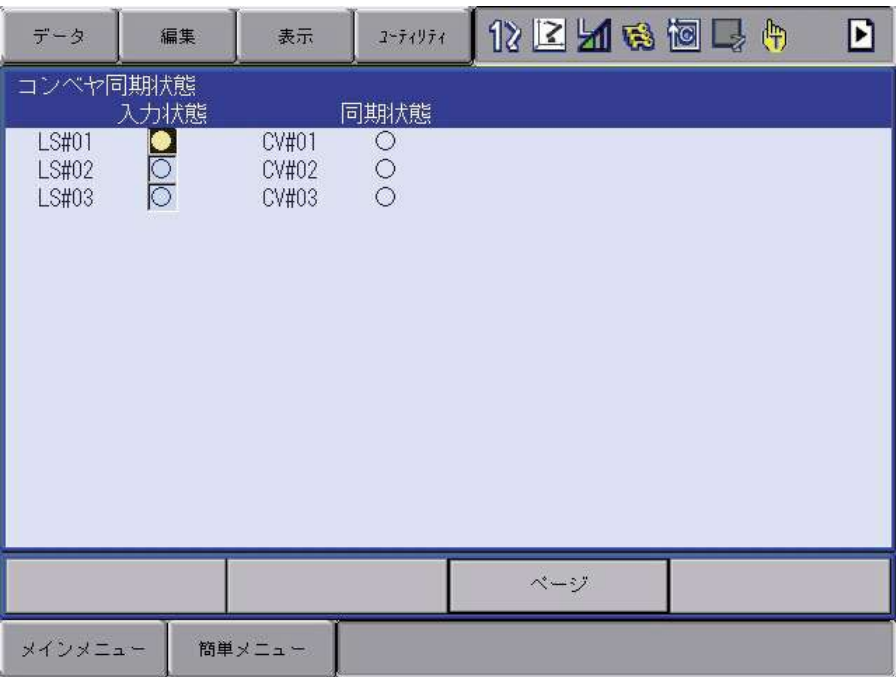 データ 編集 表示 ユーティリティ
コンベヤ同期状態
入力状態 同期状態
LS#01 CV#01
LS#02 CV#02
LS#03 CV#03
ページ
メインメニュー 簡単メニュー